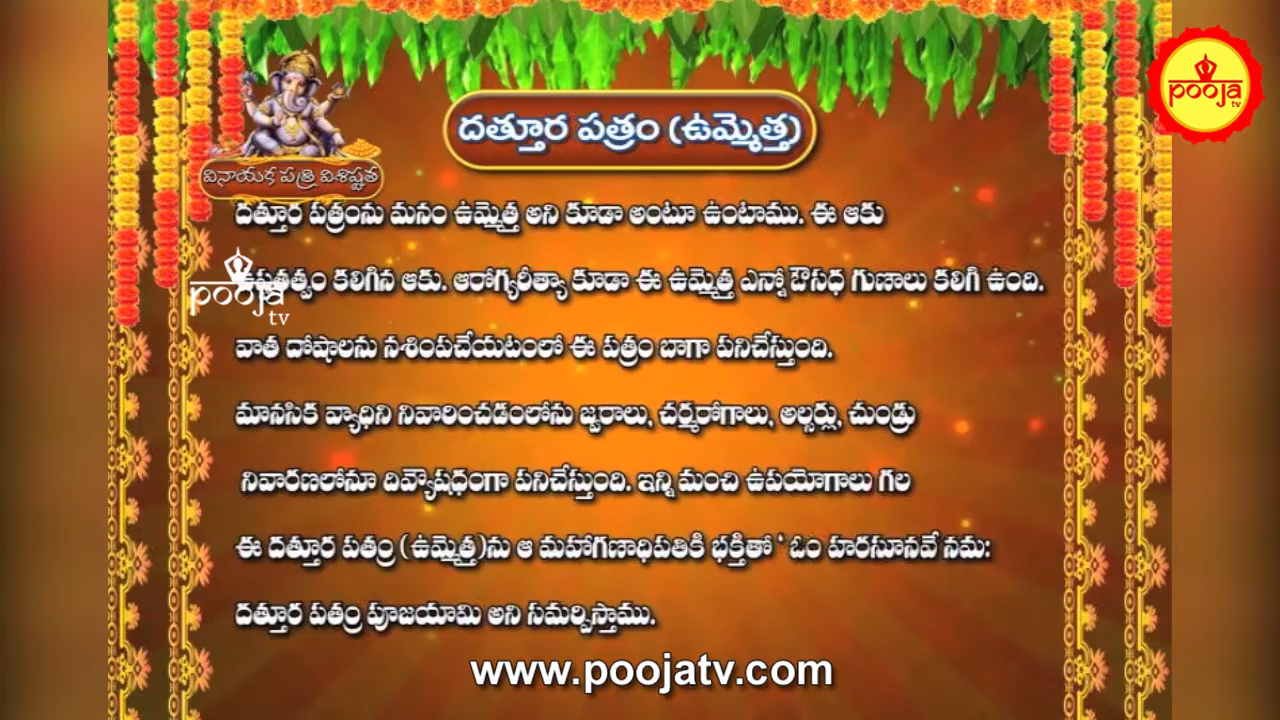 pooja
tv
దత్తూర పత్రం (ఉమ్మెత్త)
వినాయక పత్రి విశిష్టత
దత్తూర పత్రంను మనం ఉమ్మెత్త అని కూడా అంటూ ఉంటాము. ఈ ఆకు
కలిగిన ఆకు. ఆరోగ్యరీత్యా కూడా ఈ ఉమ్మెత్త ఎన్నో ఔసధ గుణాలు కలిగి ఉంది.
pooja
tv
వాత దోషాలను నశింపచేయటంలో ఈ పత్రం బాగా పనిచేస్తుంది.
మానసిక వ్యాధిని నివారించడంలోను జ్వరాలు, చర్మరోగాలు, అల్సర్లు, చుండ్రు
నివారణలోనూ దివ్యౌషధంగా పనిచేస్తుంది. ఇన్ని మంచి ఉపయోగాలు గల
ఈ దత్తూర పతం్ర (ఉమ్మెత్త)ను ఆ మహాగణాధిపతికి భక్తితో ‘ ఓం హరసూనవే నమ:
దత్తూర పతం్ర పూజయామి అని సమర్పిస్తాము.
www.poojatv.com